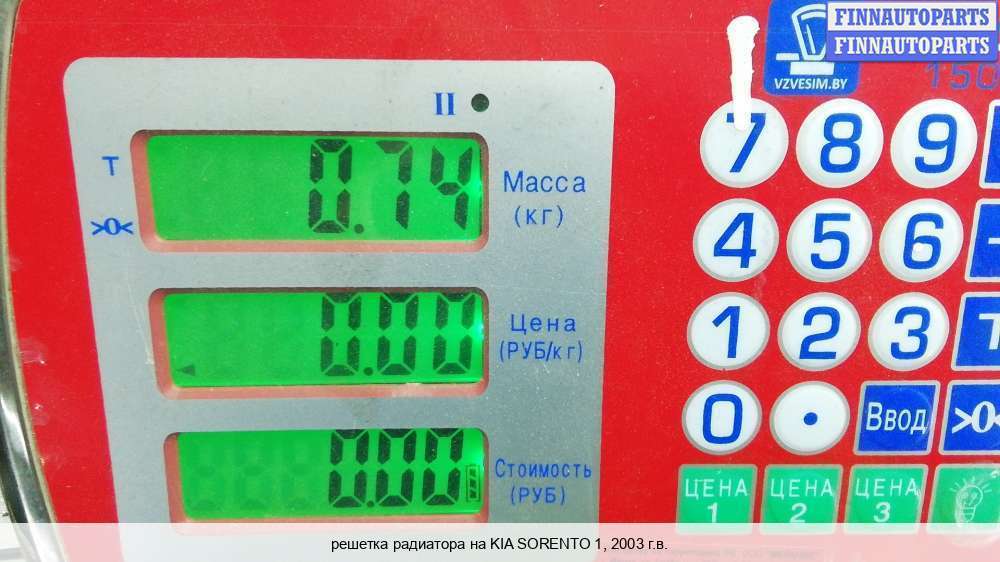 FINNAUTOPARTS
FINNAUTOPARTS
VZVESIM.BY
150
II
T
>0<
0.74
Масса
(кг)
0.00
Цена
(РУБ/кг)
0.00
Стоимость
(РУБ)
7 8 9
4 5 6
1 2 3 T
0 . Ввод >0<
ЦЕНА 1
ЦЕНА 2
ЦЕНА 3
решетка радиатора на KIA SORENTO 1, 2003 г.в.